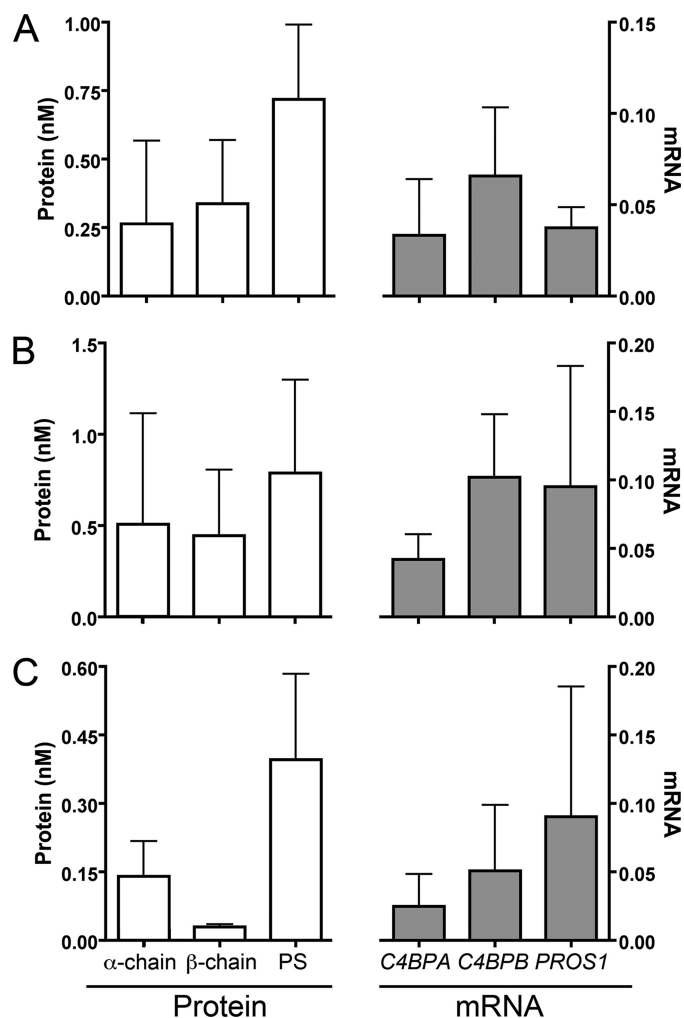 A
Protein (nM)
1.00
0.75
0.50
0.25
0.00
0.15
0.10
0.05
0.00
mRNA
B
Protein (nM)
1.5
1.0
0.5
0.0
0.20
0.15
0.10
0.05
0.00
mRNA
C
Protein (nM)
0.60
0.45
0.30
0.15
0.00
0.20
0.15
0.10
0.05
0.00
mRNA
α-chain β-chain PS C4BPA C4BPB PROS1
Protein mRNA